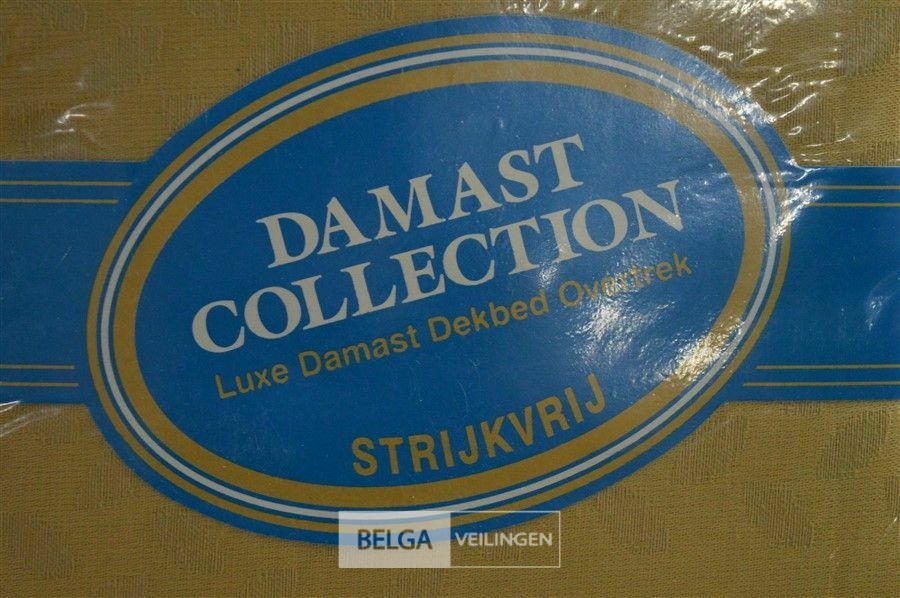 DAMAST
COLLECTION
Luxe Damast Dekbed Overtrek
STRIJKVRIJ
BELGA VEILINGEN